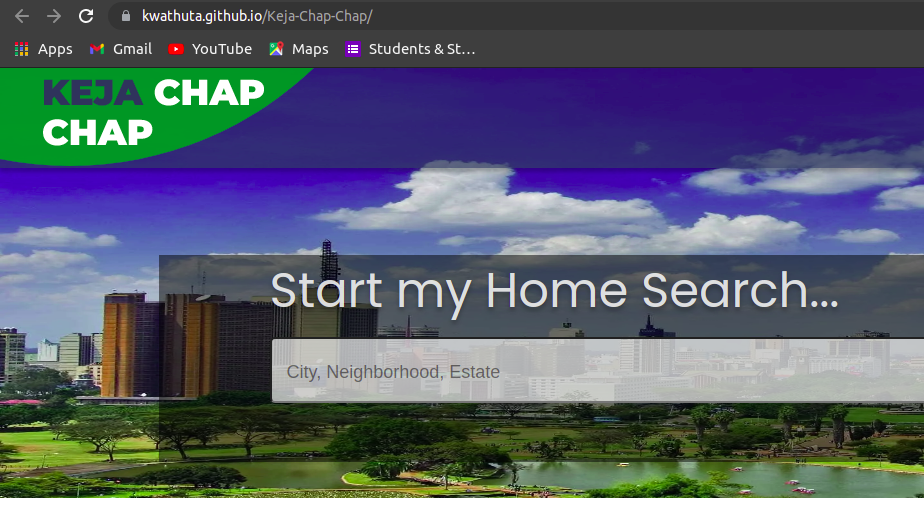 kwathuta.github.io/Keja-Chap-Chap/
Apps Gmail YouTube Maps Students & St...
KEJA CHAP
CHAP
Start my Home Search...
City, Neighborhood, Estate